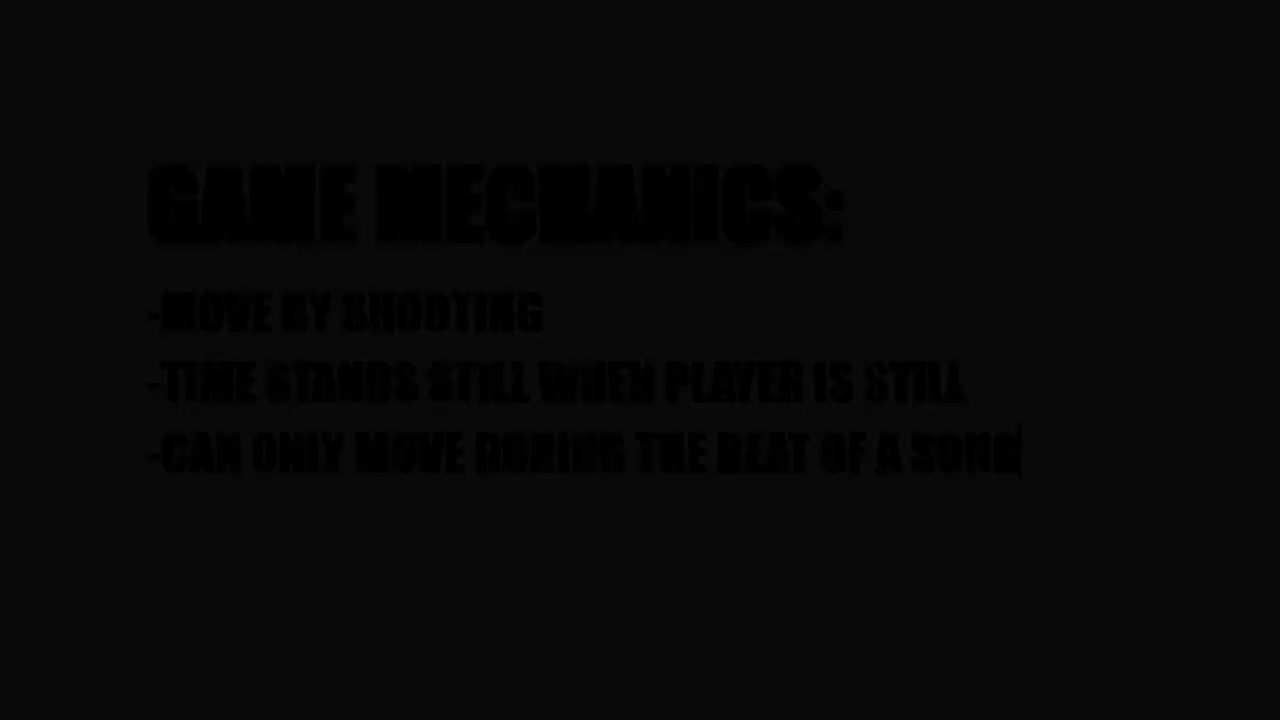 GAME MECHANICS:
-MOVE BY SHOOTING
-TIME STANDS STILL WHEN PLAYER IS STILL
-CAN ONLY MOVE DURING THE BEAT OF A SONG